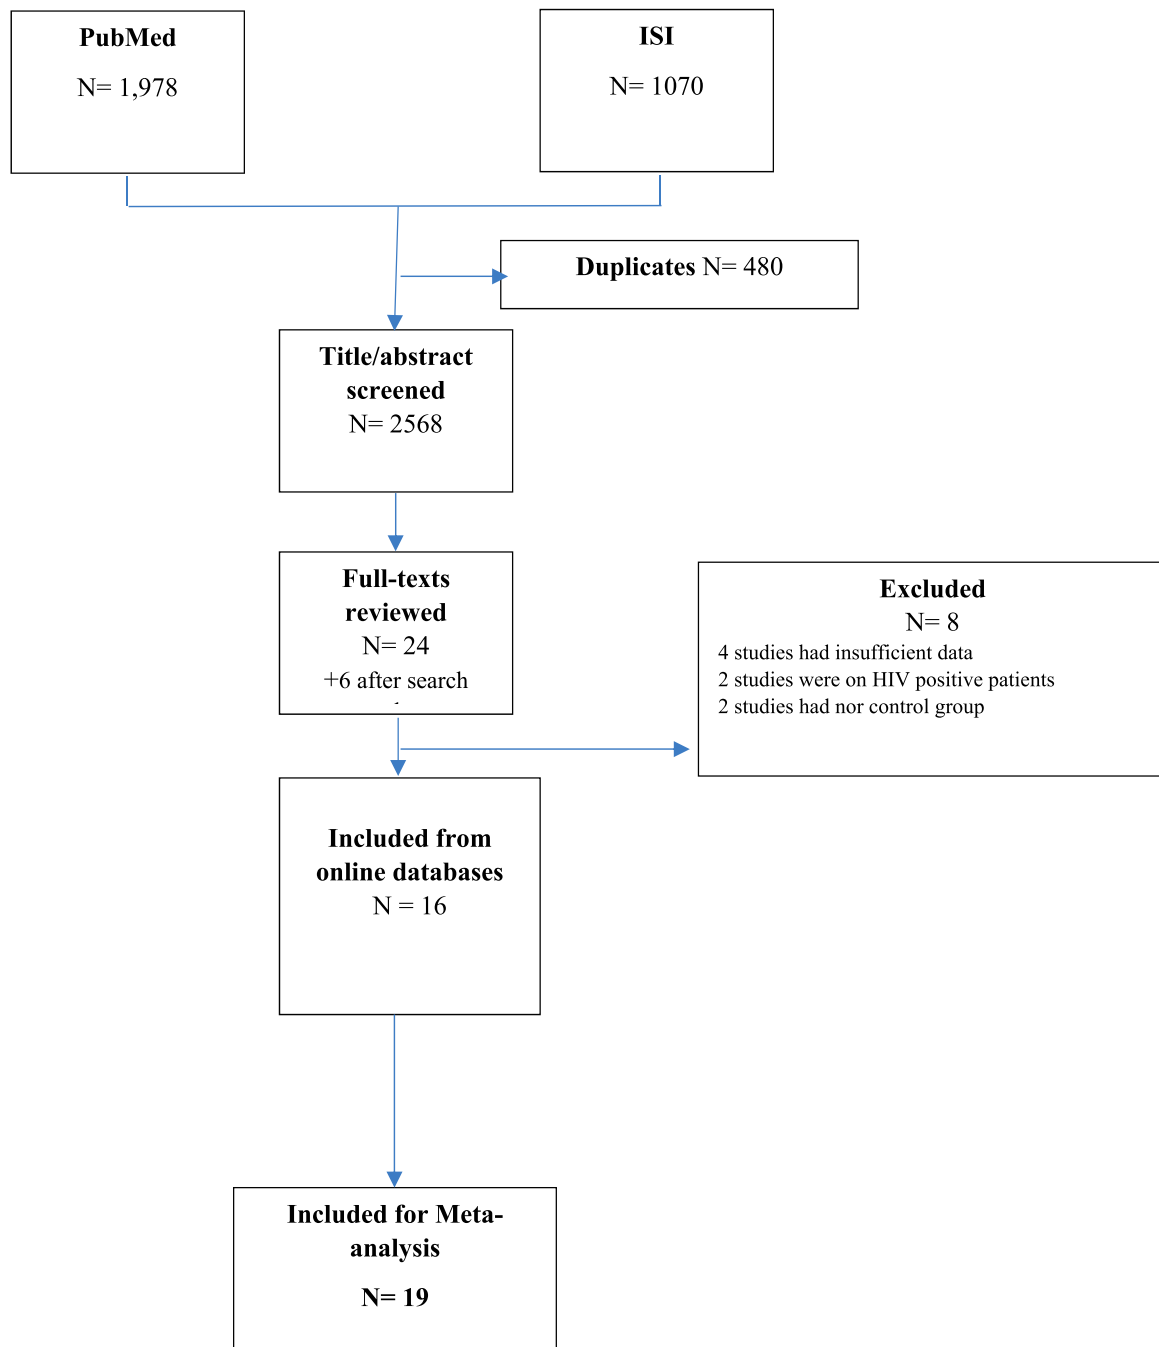 PubMed
N= 1,978
ISI
N= 1070
Duplicates N= 480
Title/abstract
screened
N= 2568
Full-texts
reviewed
N= 24
+6 after search
Excluded
N= 8
4 studies had insufficient data
2 studies were on HIV positive patients
2 studies had nor control group
Included from
online databases
N = 16
Included for Meta-
analysis
N= 19